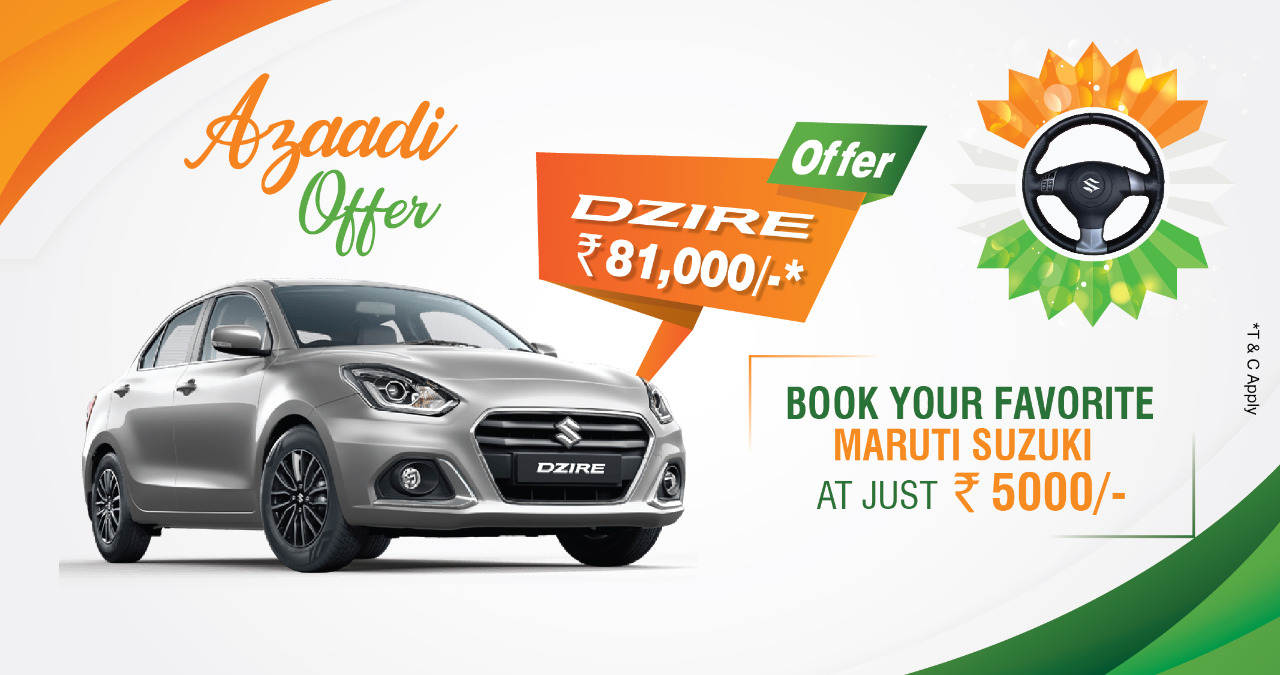 Azaadi
Offer
Offer
DZIRE
₹ 81,000/-*
DZIRE
BOOK YOUR FAVORITE
MARUTI SUZUKI
AT JUST ₹ 5000/-
*T & C Apply